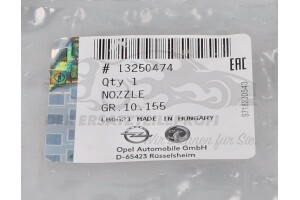 # 13250474
Qty 1
NOZZLE
GR.10.155
MADE IN HUNGARY
Opel Automobile GmbH
D-65423 Rüsselsheim
EAC